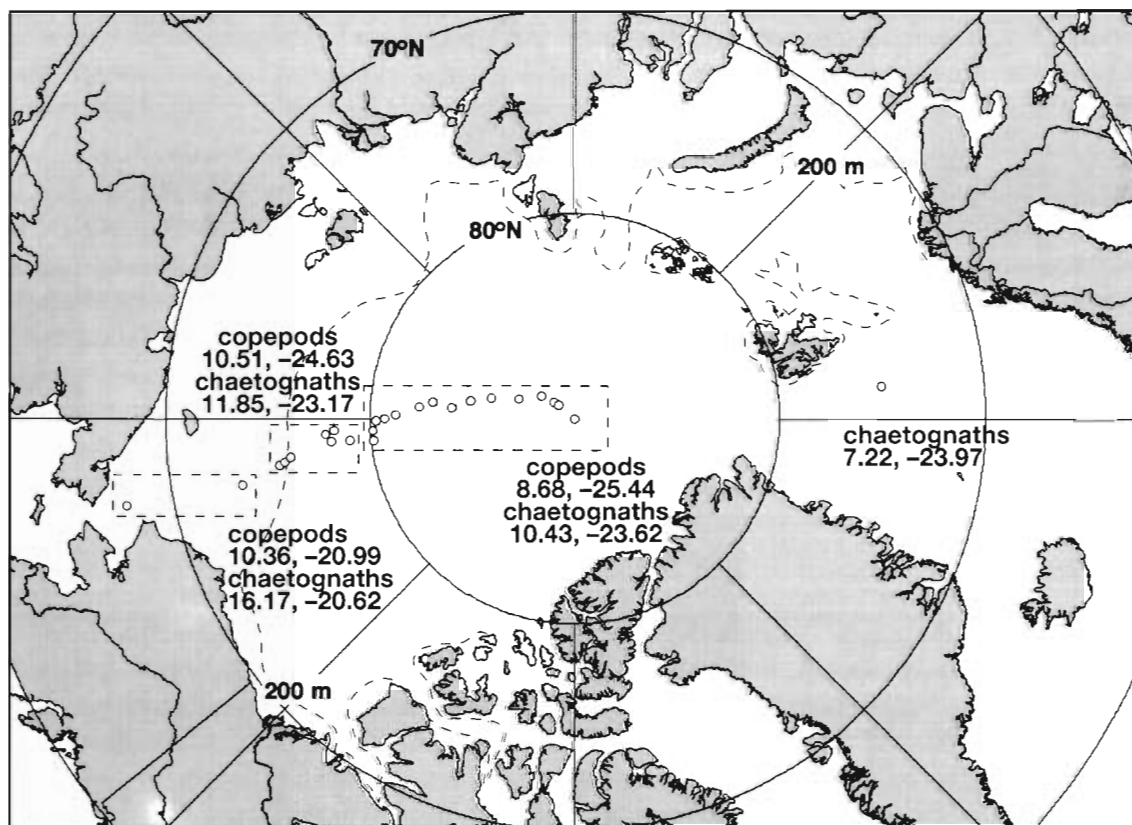 70°N
200 m
80°N
copepods
10.51, −24.63
chaetognaths
11.85, −23.17
chaetognaths
7.22, −23.97
copepods
8.68, −25.44
chaetognaths
10.43, −23.62
copepods
10.36, −20.99
chaetognaths
16.17, −20.62
200 m